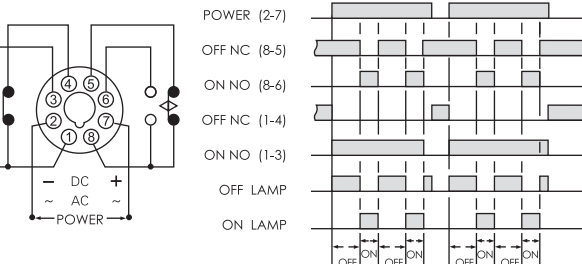 POWER (2-7)
OFF NC (8-5)
ON NO (8-6)
OFF NC (1-4)
ON NO (1-3)
OFF LAMP
ON LAMP
4 5
3 6
2 7
1 8
− DC +
~ AC ~
POWER
OFF ON OFF ON OFF ON OFF ON